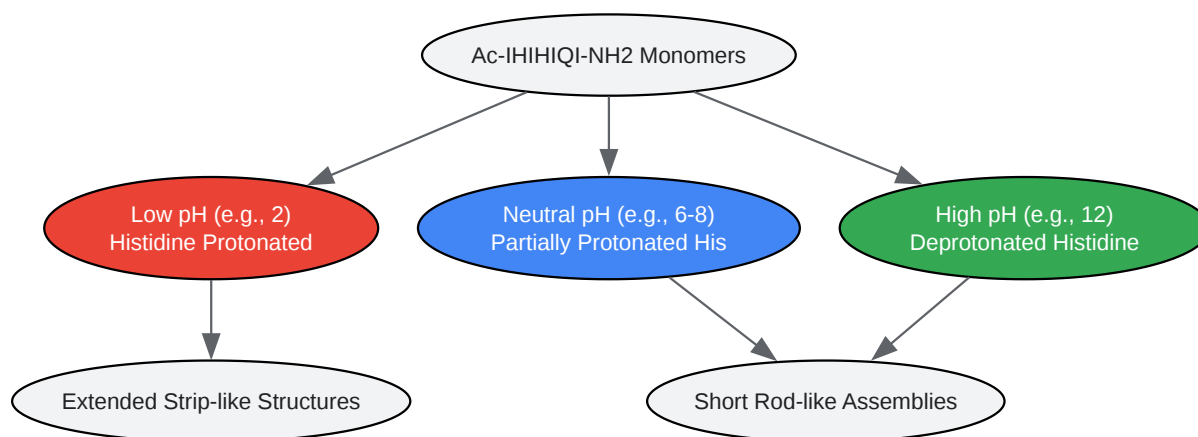 Ac-IHIHIQI-NH2 Monomers
Low pH (e.g., 2)
Histidine Protonated
Neutral pH (e.g., 6-8)
Partially Protonated His
High pH (e.g., 12)
Deprotonated Histidine
Extended Strip-like Structures
Short Rod-like Assemblies